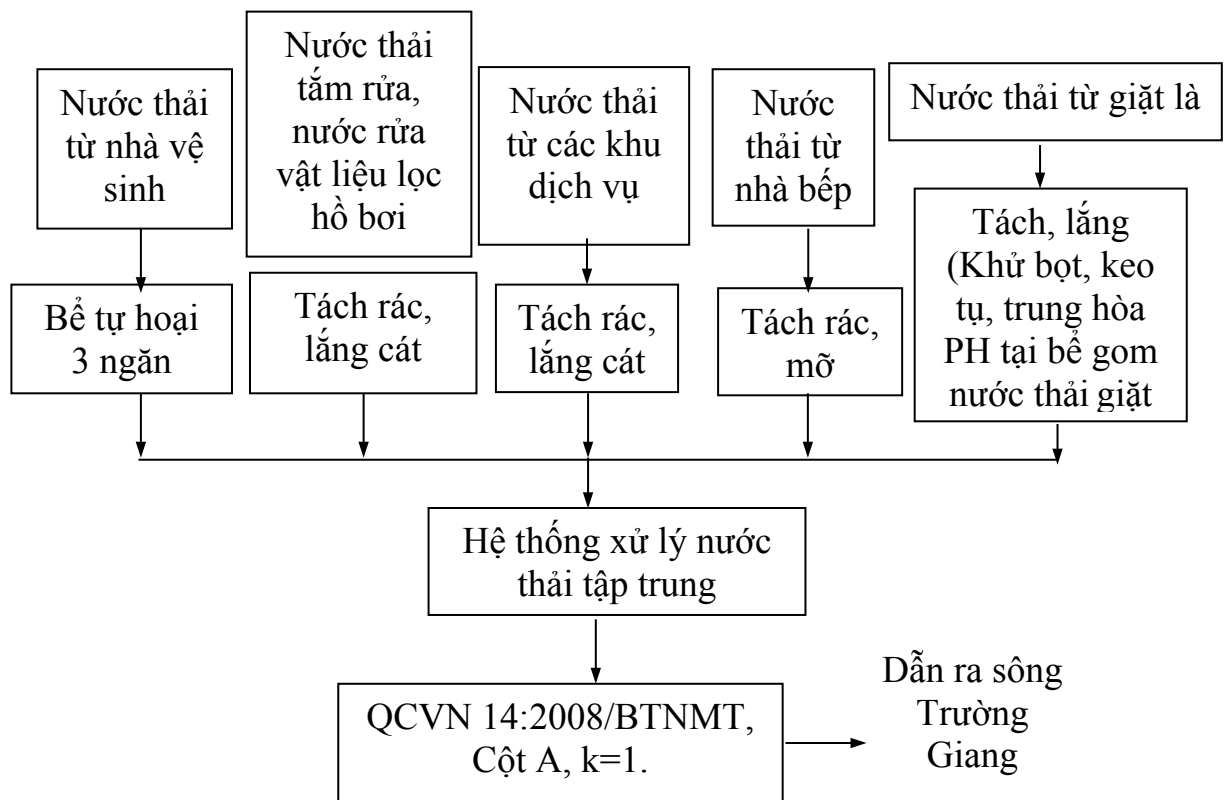 Nước thải
từ nhà vệ
sinh
Nước thải
tắm rửa,
nước rửa
vật liệu lọc
hồ bơi
Nước thải
từ các khu
dịch vụ
Nước
thải từ
nhà bếp
Nước thải từ giặt là
Bể tự hoại
3 ngăn
Tách rác,
lắng cát
Tách rác,
lắng cát
Tách rác,
mỡ
Tách, lắng
(Khử bọt, keo
tụ, trung hòa
PH tại bể gom
nước thải giặt
Hệ thống xử lý nước
thải tập trung
QCVN 14:2008/BTNMT,
Cột A, k=1.
Dẫn ra sông
Trường
Giang